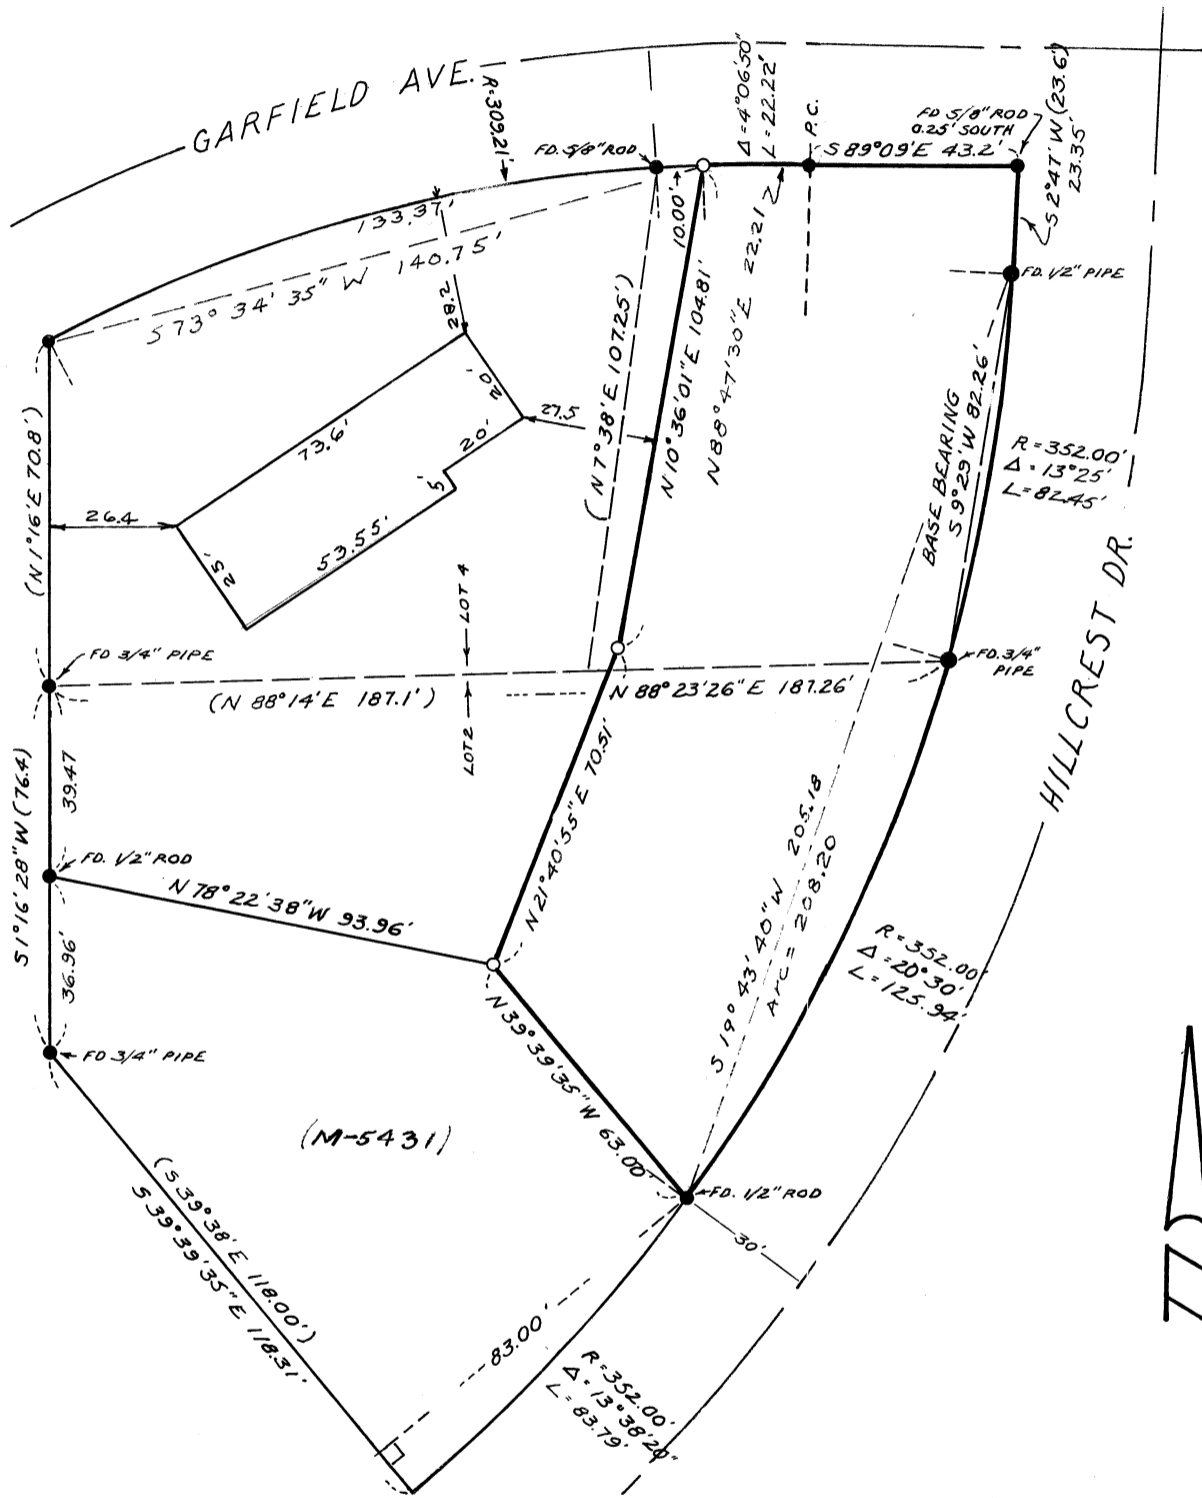 GARFIELD AVE.
R=309.21'
Δ=4°06'50"
L=22.22'
P.C.
FD 5/8" ROD
0.25' SOUTH
S 2°47' W (23.6')
23.35'
FD. 5/8" ROD
S 89°09'E 43.2'
133.37'
S 73° 34' 35" W 140.75'
10.00'
N 88°47'30"E 22.21
FD. 1/2" PIPE
28.2
(N 7°38'E 107.25')
N 10°36'01"E 104.81'
BASE BEARING
S 9°29'W 82.26'
R=352.00'
Δ=13°25'
L=82.45'
(N 1°16'E 70.8')
73.6'
20'
27.5
20'
5'
26.4
25'
53.55'
HILLCREST DR.
LOT 4
FD 3/4" PIPE
FD. 3/4"
PIPE
(N 88°14'E 187.1')
N 88°23'26"E 187.26'
LOT 2
S 1°16'28"W (76.4)
39.47
N 21°40'55"E 70.51'
FD. 1/2" ROD
N 78°22'38"W 93.96'
S 19° 43' 40" W 205.18
Arc = 208.20
R=352.00'
Δ=20°30'
L=125.94'
36.96'
FD 3/4" PIPE
N 39°39'35"W 63.00'
(M-5431)
FD. 1/2" ROD
30'
(S 39°38'E 118.00')
S 39°39'35"E 118.31'
83.00'
R=352.00'
Δ=13°38'20"
L=83.79'